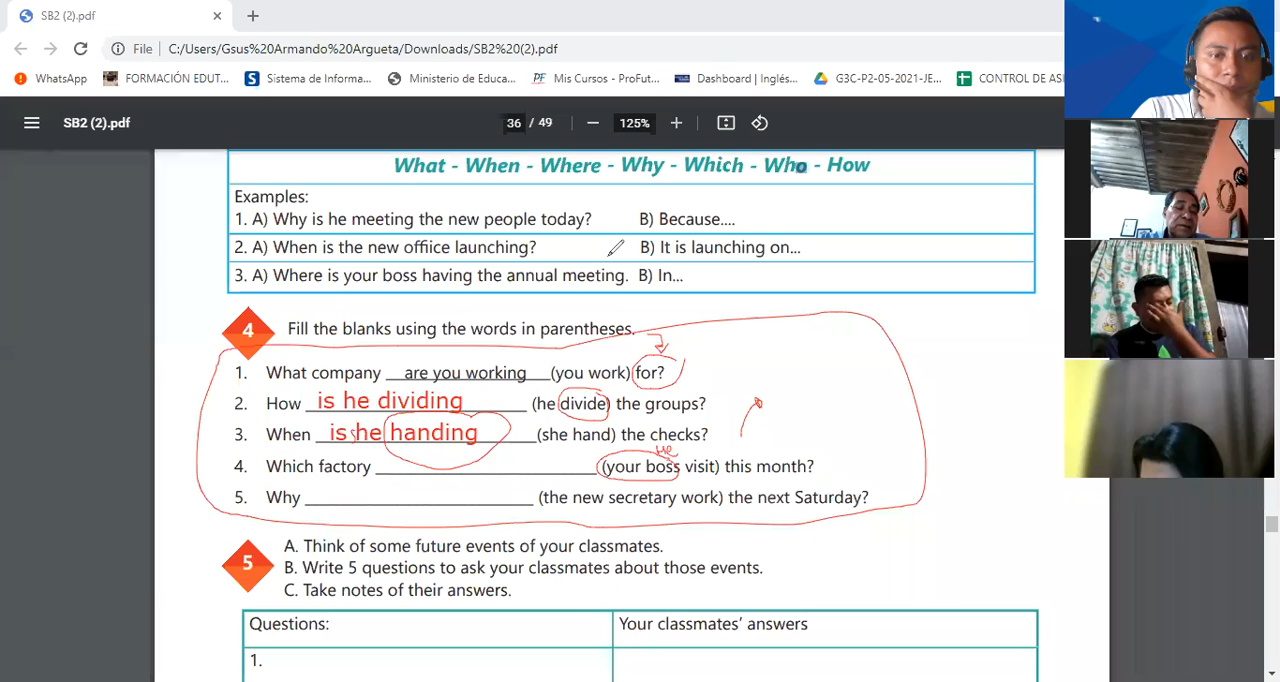 SB2 (2).pdf
File C:/Users/Gsus%20Armando%20Argueta/Downloads/SB2%20(2).pdf
WhatsApp FORMACIÓN EDUT... Sistema de Informa... Ministerio de Educa... Mis Cursos - ProFut... Dashboard | Inglés... G3C-P2-05-2021-JE... CONTROL DE AS
SB2 (2).pdf 36 / 49 125%
What - When - Where - Why - Which - Who - How
Examples:
1. A) Why is he meeting the new people today? B) Because....
2. A) When is the new office launching? B) It is launching on...
3. A) Where is your boss having the annual meeting. B) In...
4 Fill the blanks using the words in parentheses.
1. What company __are you working___(you work) for?
2. How is he dividing (he divide) the groups?
3. When is she handing (she hand) the checks?
He
4. Which factory ____ (your boss visit) this month?
5. Why ____ (the new secretary work) the next Saturday?
5 A. Think of some future events of your classmates.
B. Write 5 questions to ask your classmates about those events.
C. Take notes of their answers.
Questions: Your classmates' answers
1.